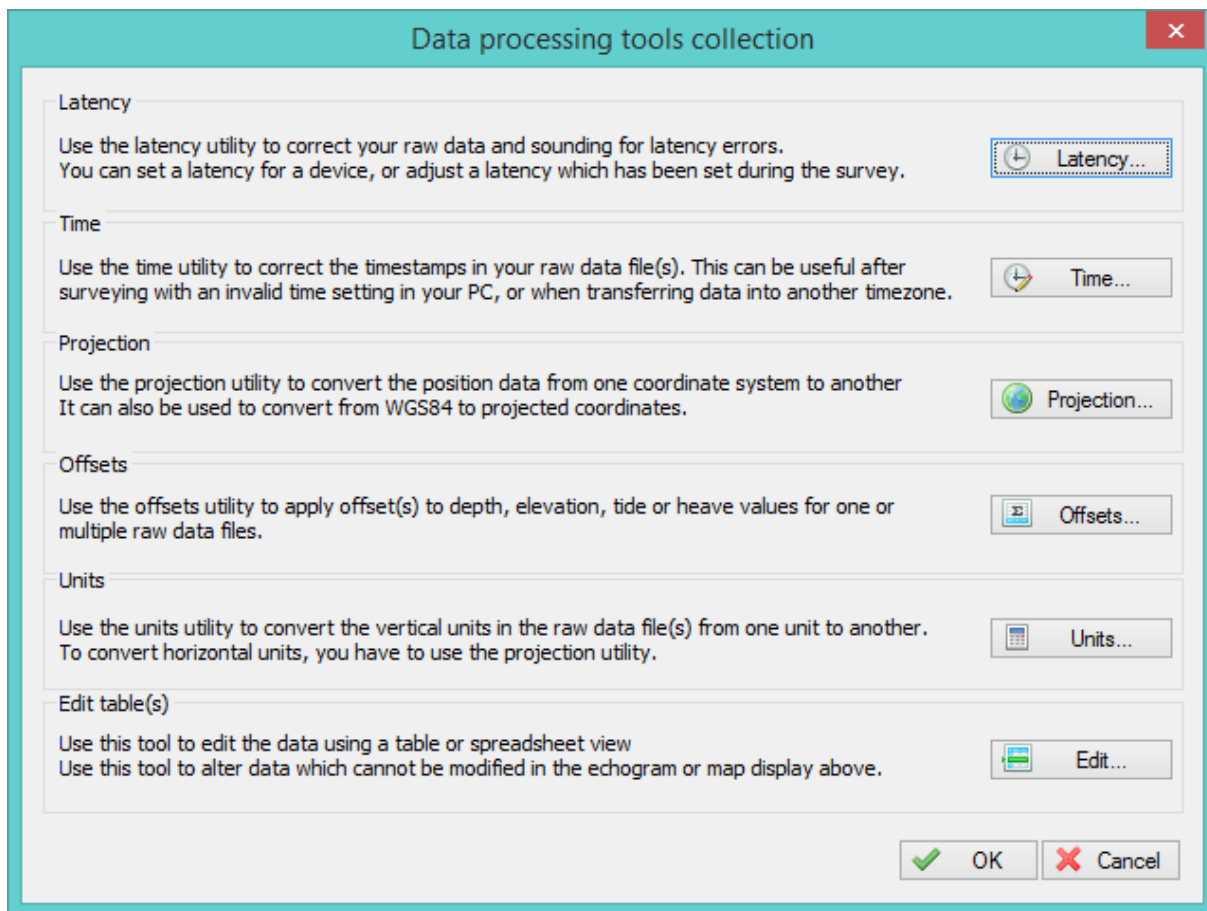 Data processing tools collection
Latency
Use the latency utility to correct your raw data and sounding for latency errors.
You can set a latency for a device, or adjust a latency which has been set during the survey.
Latency...
Time
Use the time utility to correct the timestamps in your raw data file(s). This can be useful after
surveying with an invalid time setting in your PC, or when transferring data into another timezone.
Time...
Projection
Use the projection utility to convert the position data from one coordinate system to another
It can also be used to convert from WGS84 to projected coordinates.
Projection...
Offsets
Use the offsets utility to apply offset(s) to depth, elevation, tide or heave values for one or
multiple raw data files.
Offsets...
Units
Use the units utility to convert the vertical units in the raw data file(s) from one unit to another.
To convert horizontal units, you have to use the projection utility.
Units...
Edit table(s)
Use this tool to edit the data using a table or spreadsheet view
Use this tool to alter data which cannot be modified in the echogram or map display above.
Edit...
OK
Cancel